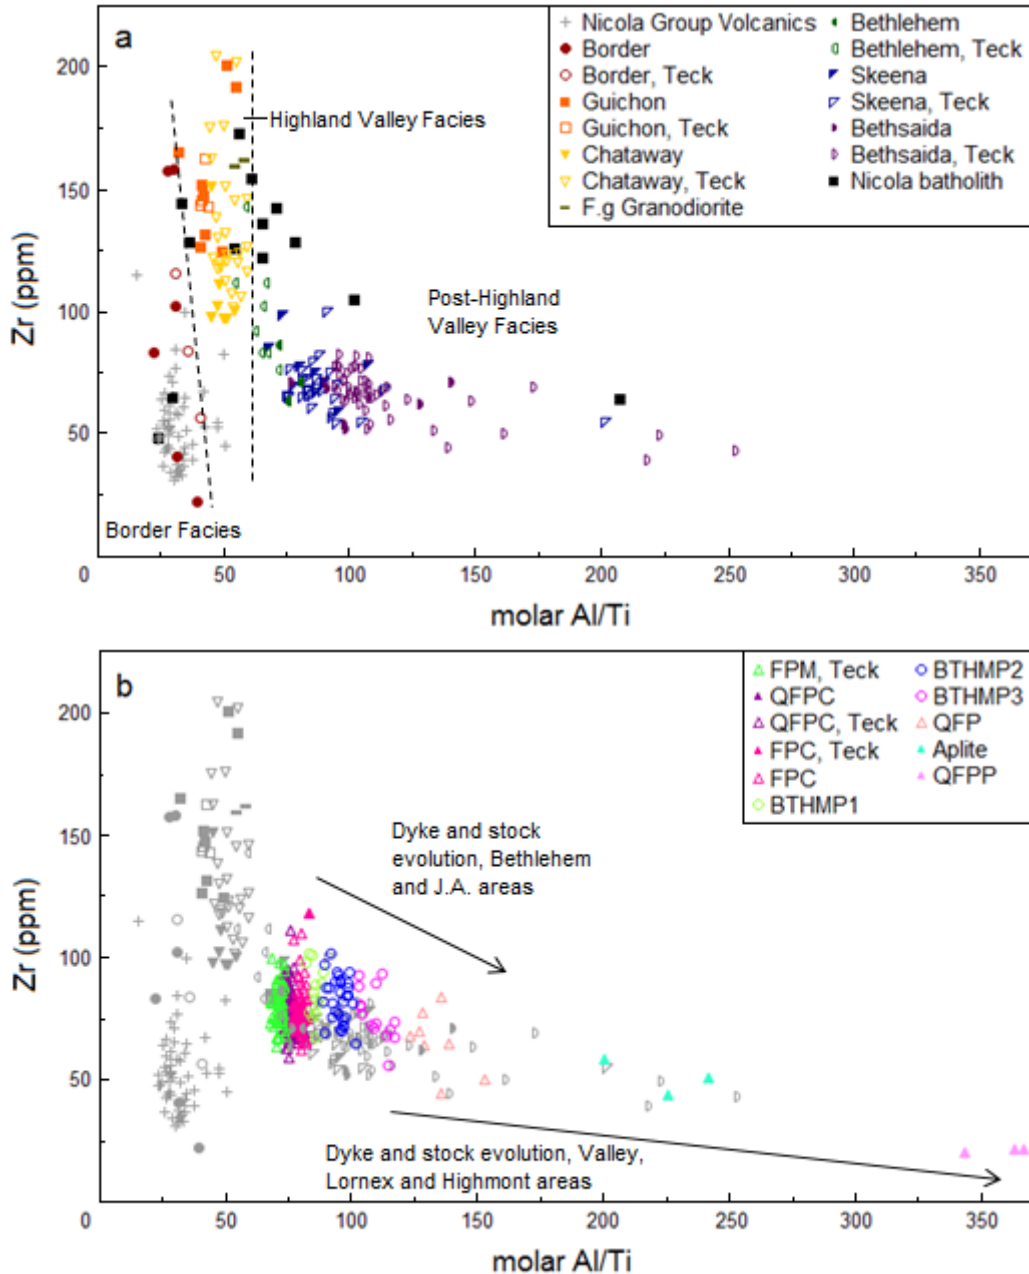 a
Nicola Group Volcanics
Border
Border, Teck
Guichon
Guichon, Teck
Chataway
Chataway, Teck
F.g Granodiorite
Bethlehem
Bethlehem, Teck
Skeena
Skeena, Teck
Bethsaida
Bethsaida, Teck
Nicola batholith
Highland Valley Facies
Post-Highland
Valley Facies
Border Facies
200
150
100
50
Zr (ppm)
0 50 100 150 200 250 300 350
molar Al/Ti
b
FPM, Teck
QFPC
QFPC, Teck
FPC, Teck
FPC
BTHMP1
BTHMP2
BTHMP3
QFP
Aplite
QFPP
Dyke and stock
evolution, Bethlehem
and J.A. areas
Dyke and stock evolution, Valley,
Lornex and Highmont areas
200
150
100
50
Zr (ppm)
0 50 100 150 200 250 300 350
molar Al/Ti